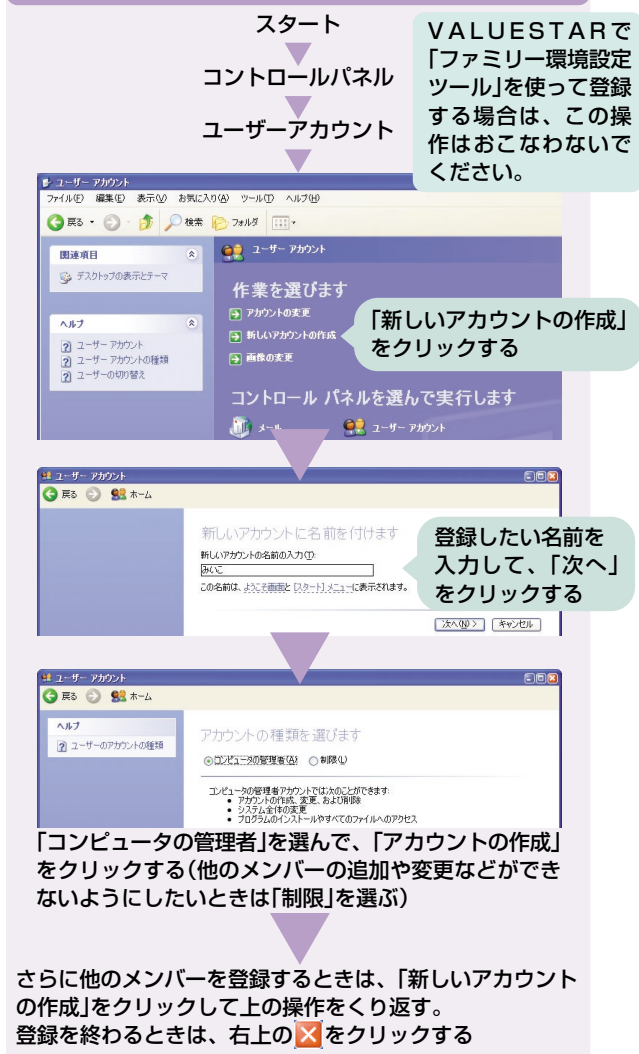 スタート
コントロールパネル
ユーザーアカウント
VALUESTARで
「ファミリー環境設定
ツール」を使って登録
する場合は、この操
作はおこなわないで
ください。
ユーザー アカウント
ファイル(F) 編集(E) 表示(V) お気に入り(A) ツール(T) ヘルプ(H)
戻る 検索 フォルダ
関連項目
デスクトップの表示とテーマ
ヘルプ
ユーザー アカウント
ユーザー アカウントの種類
ユーザーの切り替え
ユーザー アカウント
作業を選びます
アカウントの変更
新しいアカウントの作成
画像の変更
「新しいアカウントの作成」
をクリックする
コントロール パネルを選んで実行します
メール ユーザー アカウント
ユーザー アカウント
戻る ホーム
新しいアカウントに名前を付けます
新しいアカウントの名前の入力(T):
みいこ
この名前は、ようこそ画面と [スタート] メニューに表示されます。
次へ(N) > キャンセル
登録したい名前を
入力して、「次へ」
をクリックする
ユーザー アカウント
戻る ホーム
ヘルプ
ユーザーのアカウントの種類
アカウントの種類を選びます
コンピュータの管理者(A) 制限(L)
コンピュータの管理者アカウントでは次のことができます:
• アカウントの作成、変更、および削除
• システム全体の変更
• プログラムのインストールやすべてのファイルへのアクセス
「コンピュータの管理者」を選んで、「アカウントの作成」
をクリックする(他のメンバーの追加や変更などができ
ないようにしたいときは「制限」を選ぶ)
さらに他のメンバーを登録するときは、「新しいアカウント
の作成」をクリックして上の操作をくり返す。
登録を終わるときは、右上の をクリックする